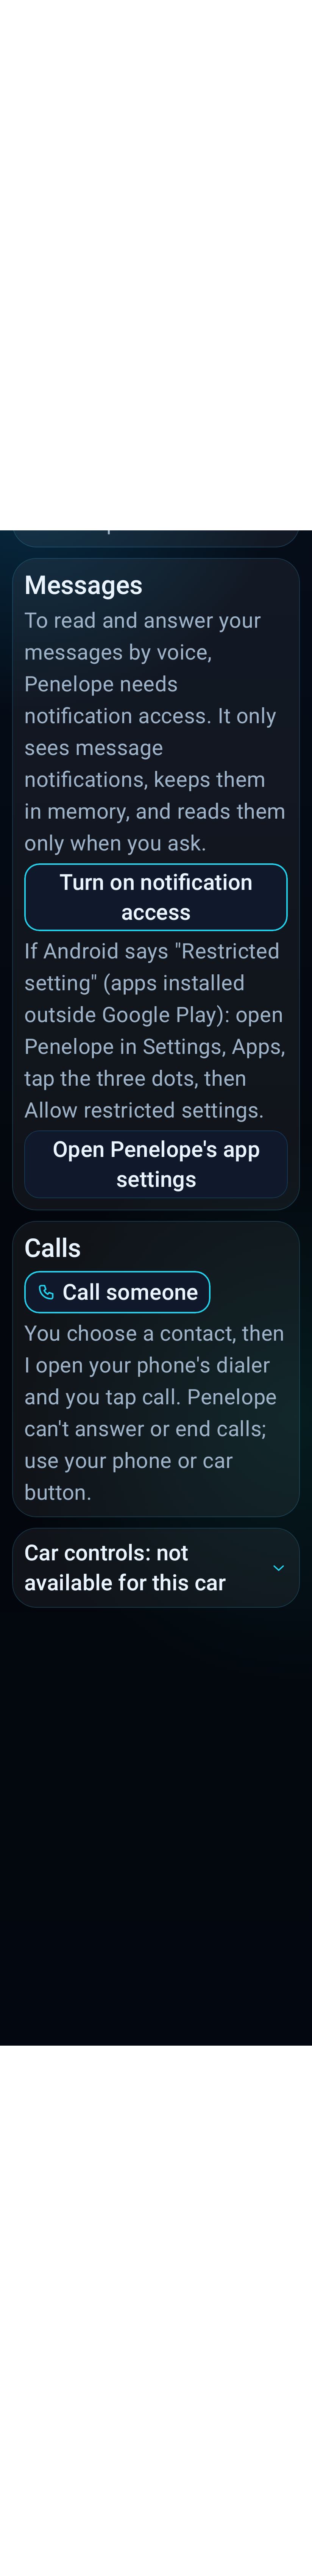 Messages
To read and answer your
messages by voice,
Penelope needs
notification access. It only
sees message
notifications, keeps them
in memory, and reads them
only when you ask.
Turn on notification
access
If Android says "Restricted
setting" (apps installed
outside Google Play): open
Penelope in Settings, Apps,
tap the three dots, then
Allow restricted settings.
Open Penelope's app
settings
Calls
Call someone
You choose a contact, then
I open your phone's dialer
and you tap call. Penelope
can't answer or end calls;
use your phone or car
button.
Car controls: not
available for this car